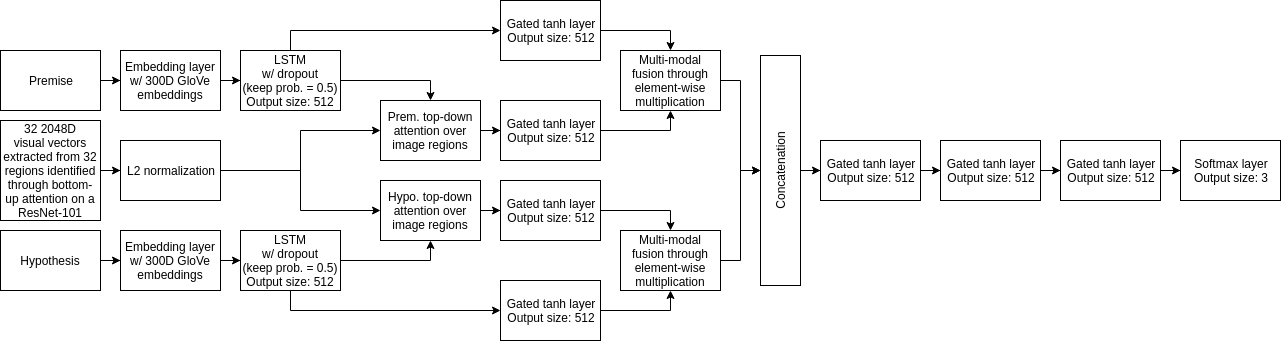 Gated tanh layer
Output size: 512
Premise
Embedding layer
w/ 300D GloVe
embeddings
LSTM
w/ dropout
(keep prob. = 0.5)
Output size: 512
Multi-modal
fusion through
element-wise
multiplication
Prem. top-down
attention over
image regions
Gated tanh layer
Output size: 512
32 2048D
visual vectors
extracted from 32
regions identified
through bottom-
up attention on a
ResNet-101
L2 normalization
Concatenation
Gated tanh layer
Output size: 512
Gated tanh layer
Output size: 512
Gated tanh layer
Output size: 512
Softmax layer
Output size: 3
Hypo. top-down
attention over
image regions
Gated tanh layer
Output size: 512
Hypothesis
Embedding layer
w/ 300D GloVe
embeddings
LSTM
w/ dropout
(keep prob. = 0.5)
Output size: 512
Multi-modal
fusion through
element-wise
multiplication
Gated tanh layer
Output size: 512